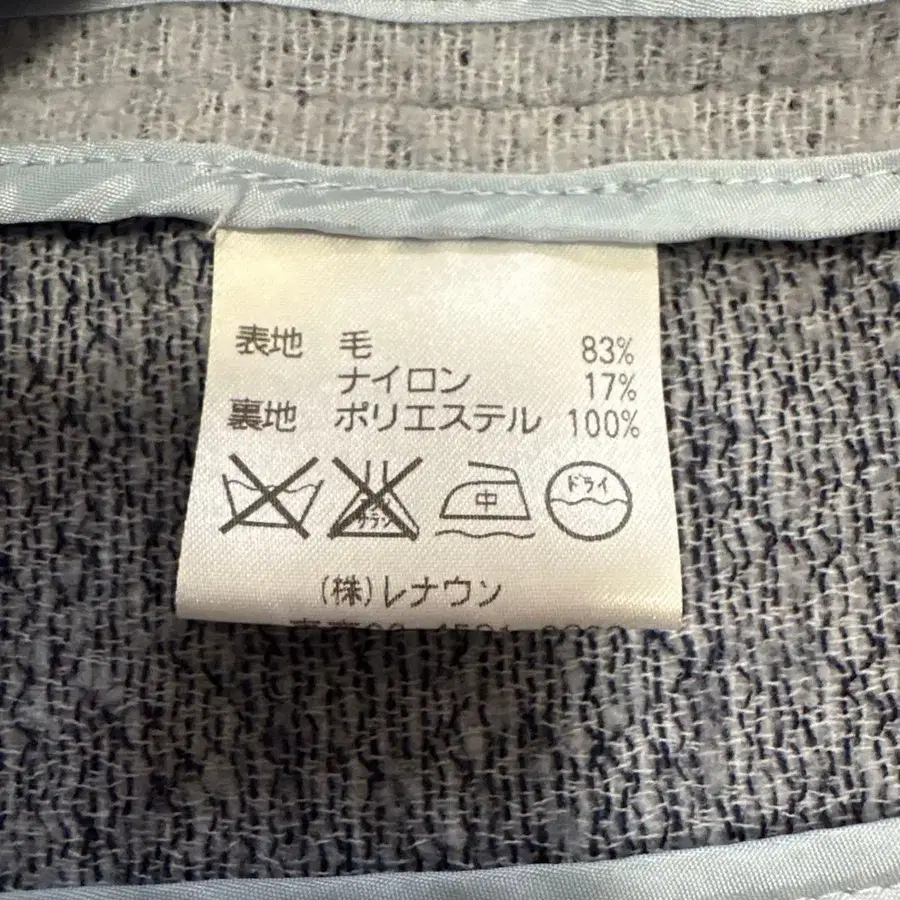 表地 毛 83%
ナイロン 17%
裏地 ポリエステル 100%
中 ドライ
(株)レナウン